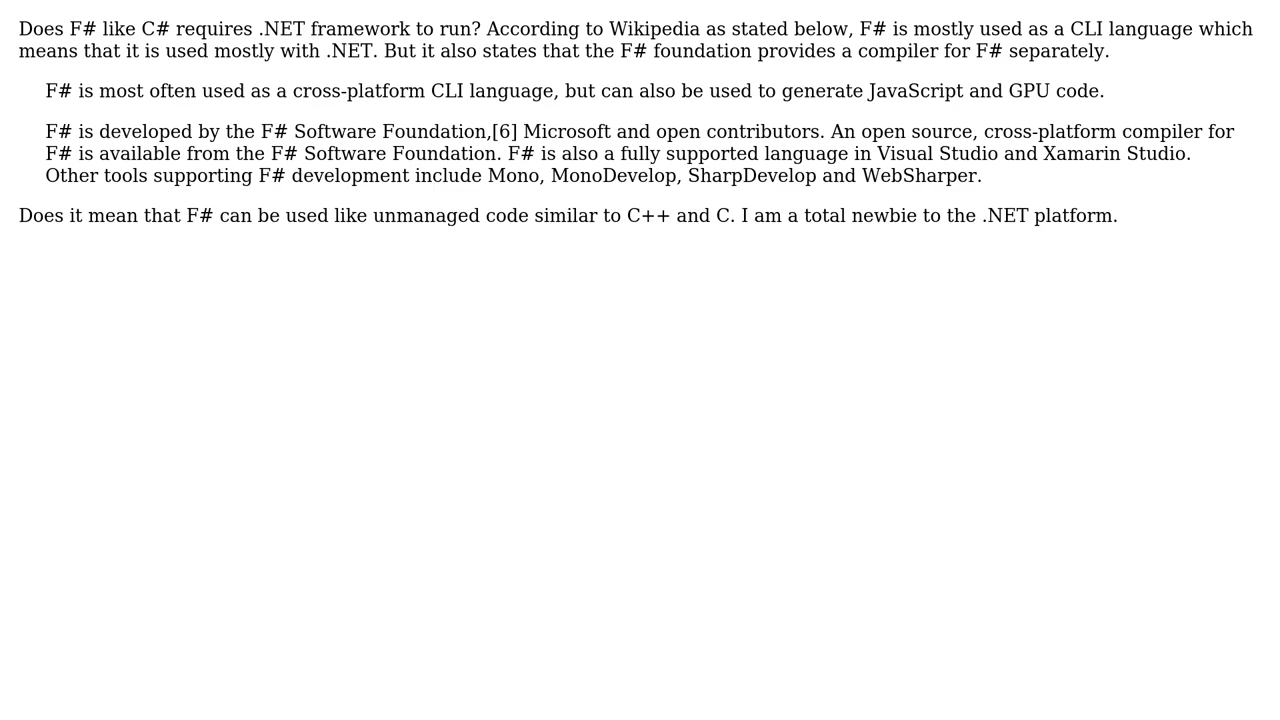 Does F# like C# requires .NET framework to run? According to Wikipedia as stated below, F# is mostly used as a CLI language which
means that it is used mostly with .NET. But it also states that the F# foundation provides a compiler for F# separately.
F# is most often used as a cross-platform CLI language, but can also be used to generate JavaScript and GPU code.
F# is developed by the F# Software Foundation,[6] Microsoft and open contributors. An open source, cross-platform compiler for
F# is available from the F# Software Foundation. F# is also a fully supported language in Visual Studio and Xamarin Studio.
Other tools supporting F# development include Mono, MonoDevelop, SharpDevelop and WebSharper.
Does it mean that F# can be used like unmanaged code similar to C++ and C. I am a total newbie to the .NET platform.